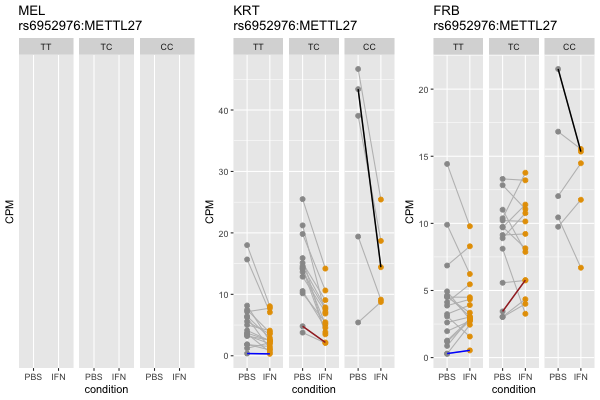 MEL
rs6952976:METTL27
TT TC CC
CPM
PBS IFN PBS IFN PBS IFN
condition
KRT
rs6952976:METTL27
TT TC CC
40
30
20
10
0
CPM
PBS IFN PBS IFN PBS IFN
condition
FRB
rs6952976:METTL27
TT TC CC
20
15
10
5
0
CPM
PBS IFN PBS IFN PBS IFN
condition